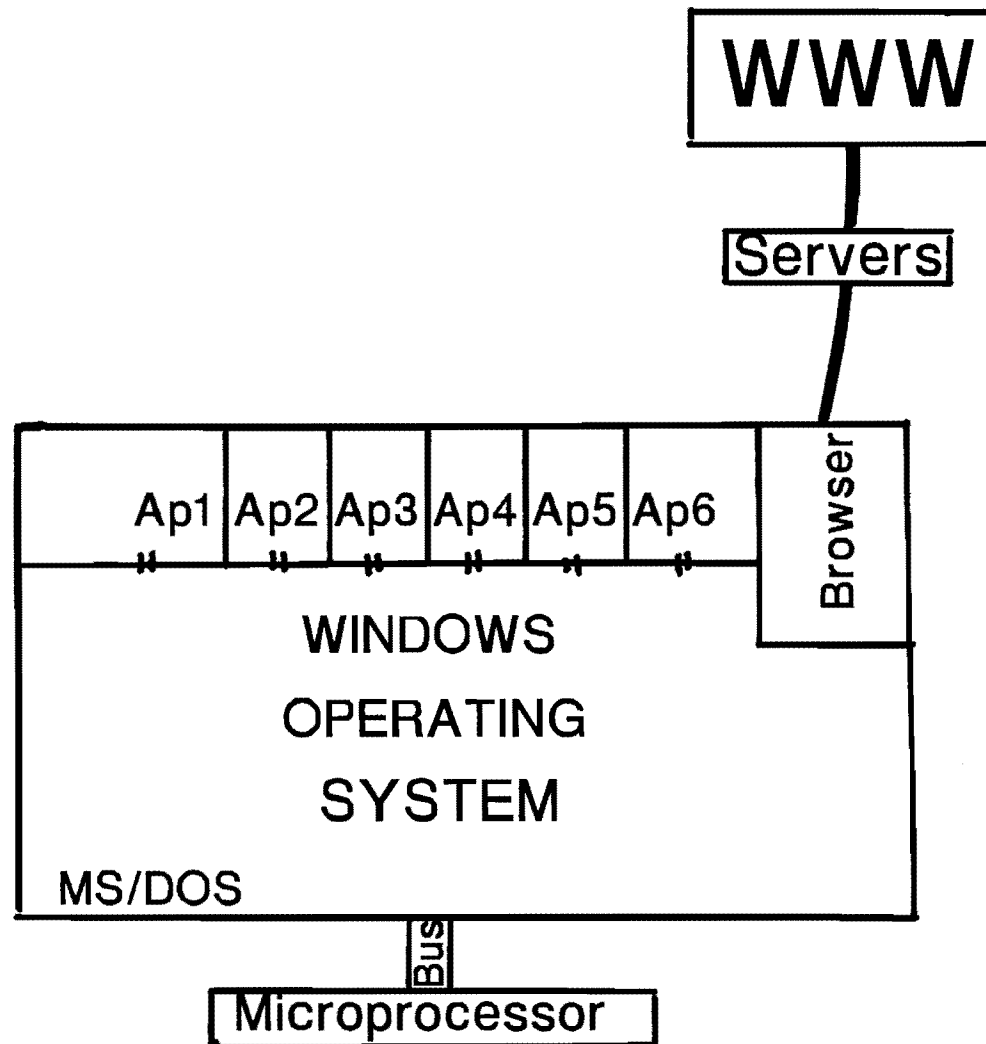 WWW
Servers
Browser
Ap1 Ap2 Ap3 Ap4 Ap5 Ap6
WINDOWS
OPERATING
SYSTEM
MS/DOS
Bus
Microprocessor